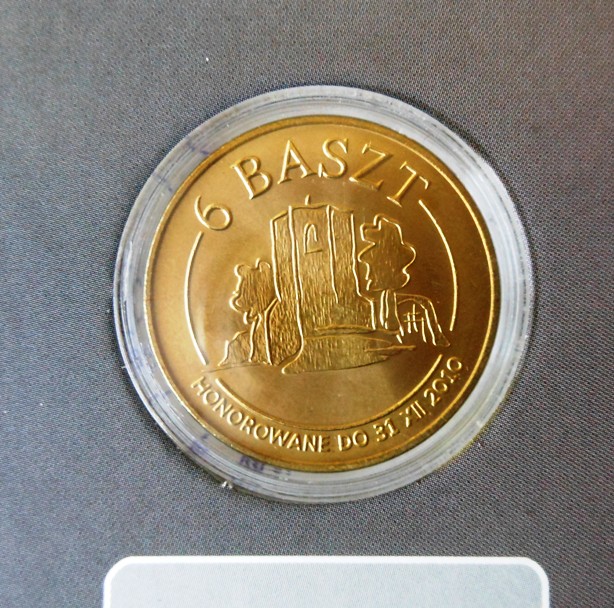 6 BASZT
HONOROWANE DO 31 XII 2010